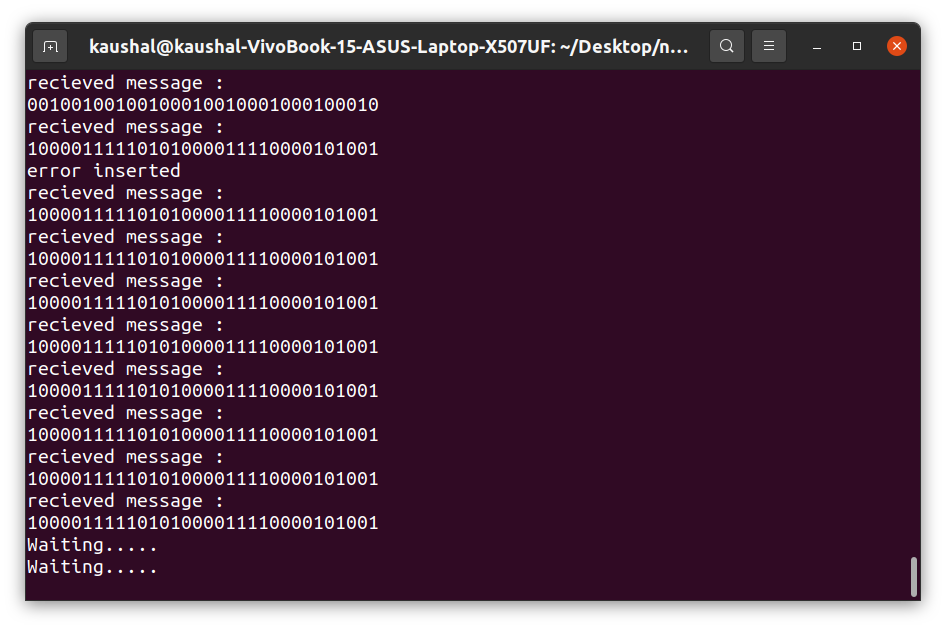 kaushal@kaushal-VivoBook-15-ASUS-Laptop-X507UF: ~/Desktop/n...
recieved message :
00100100100100010010001000100010
recieved message :
10000111110101000011110000101001
error inserted
recieved message :
10000111110101000011110000101001
recieved message :
10000111110101000011110000101001
recieved message :
10000111110101000011110000101001
recieved message :
10000111110101000011110000101001
recieved message :
10000111110101000011110000101001
recieved message :
10000111110101000011110000101001
recieved message :
10000111110101000011110000101001
recieved message :
10000111110101000011110000101001
Waiting.....
Waiting.....